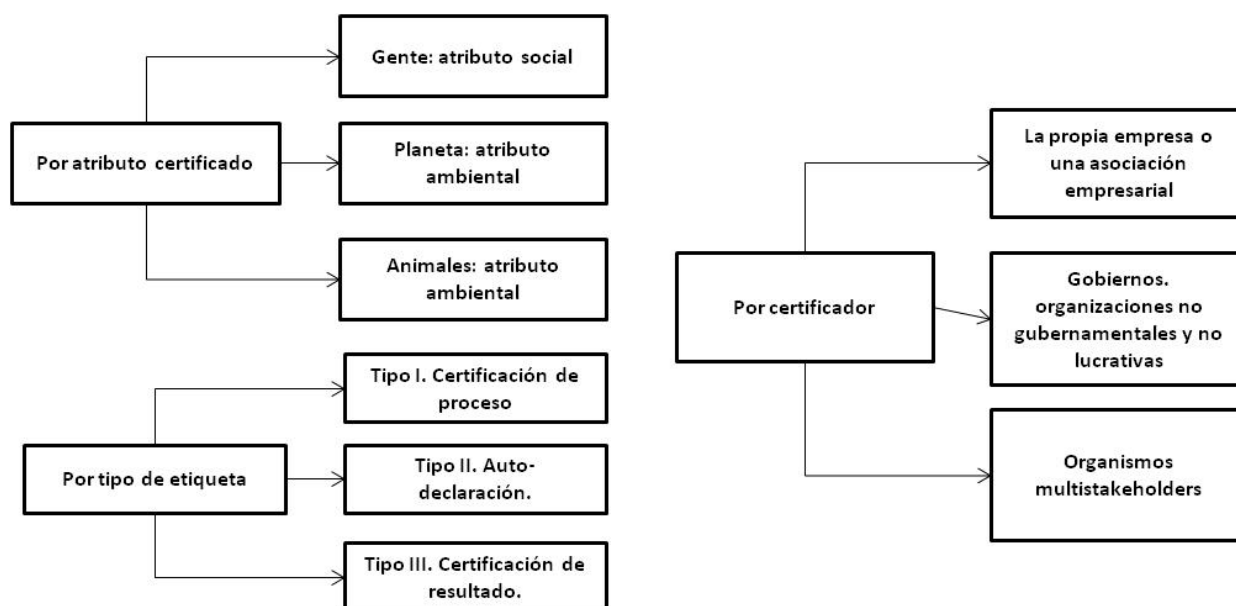 Por atributo certificado
Gente: atributo social
Planeta: atributo
ambiental
Animales: atributo
ambiental
Por tipo de etiqueta
Tipo I. Certificación de
proceso
Tipo II. Auto-
declaración.
Tipo III. Certificación de
resultado.
Por certificador
La propia empresa o
una asociación
empresarial
Gobiernos.
organizaciones no
gubernamentales y no
lucrativas
Organismos
multistakeholders